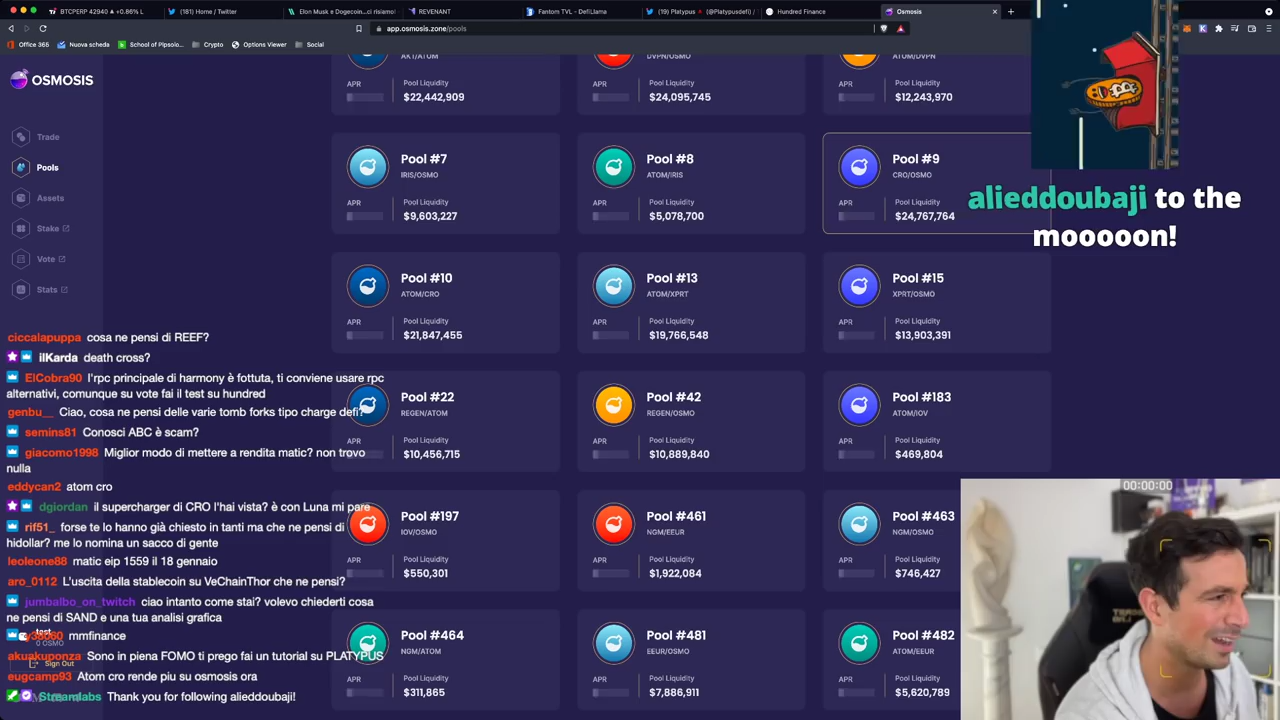 BTCPERP 42940 ▲ +0.86% L
(181) Home / Twitter
Elon Musk e Dogecoin...ci risiamo
REVENANT
Fantom TVL - DefiLlama
(19) Platypus (@Platypusdefi) /
Hundred Finance
Osmosis
app.osmosis.zone/pools
Office 365
Nuova scheda
School of Pipsolo...
Crypto
Options Viewer
Social
OSMOSIS
Trade
Pools
Assets
Stake
Vote
Stats
AKT/ATOM
APR
Pool Liquidity
$22,442,909
DVPN/OSMO
APR
Pool Liquidity
$24,095,745
ATOM/DVPN
APR
Pool Liquidity
$12,243,970
Pool #7
IRIS/OSMO
APR
Pool Liquidity
$9,603,227
Pool #8
ATOM/IRIS
APR
Pool Liquidity
$5,078,700
Pool #9
CRO/OSMO
APR
Pool Liquidity
$24,767,764
alieddoubaji to the
mooooon!
Pool #10
ATOM/CRO
APR
Pool Liquidity
$21,847,455
Pool #13
ATOM/XPRT
APR
Pool Liquidity
$19,766,548
Pool #15
XPRT/OSMO
APR
Pool Liquidity
$13,903,391
Pool #22
REGEN/ATOM
APR
Pool Liquidity
$10,456,715
Pool #42
REGEN/OSMO
APR
Pool Liquidity
$10,889,840
Pool #183
ATOM/IOV
APR
Pool Liquidity
$469,804
Pool #197
IOV/OSMO
APR
Pool Liquidity
$550,301
Pool #461
NGM/EEUR
APR
Pool Liquidity
$1,922,084
Pool #463
NGM/OSMO
APR
Pool Liquidity
$746,427
Pool #464
NGM/ATOM
APR
Pool Liquidity
$311,865
Pool #481
EEUR/OSMO
APR
Pool Liquidity
$7,886,911
Pool #482
ATOM/EEUR
APR
Pool Liquidity
$5,620,789
00:00:00
ciccalapuppa cosa ne pensi di REEF?
ilKarda death cross?
ElCobra90 l'rpc principale di harmony è fottuta, ti conviene usare rpc
alternativi, comunque su vote fai il test su hundred
genbu__ Ciao, cosa ne pensi delle varie tomb forks tipo charge defi?
semins81 Conosci ABC è scam?
giacomo1998 Miglior modo di mettere a rendita matic? non trovo
nulla
eddycan2 atom cro
dgiordan il supercharger di CRO l'hai vista? è con Luna mi pare
rif51_ forse te lo hanno già chiesto in tanti ma che ne pensi di
hidollar? me lo nomina un sacco di gente
leoleone88 matic eip 1559 il 18 gennaio
aro_0112 L'uscita della stablecoin su VeChainThor che ne pensi?
jumbalbo_on_twitch ciao intanto come stai? volevo chiederti cosa
ne pensi di SAND e una tua analisi grafica
mmfinance
test
0 OSMO
akuakuponza Sono in piena FOMO ti prego fai un tutorial su PLATYPUS
Sign Out
eugcamp93 Atom cro rende piu su osmosis ora
Streamlabs Thank you for following alieddoubaji!